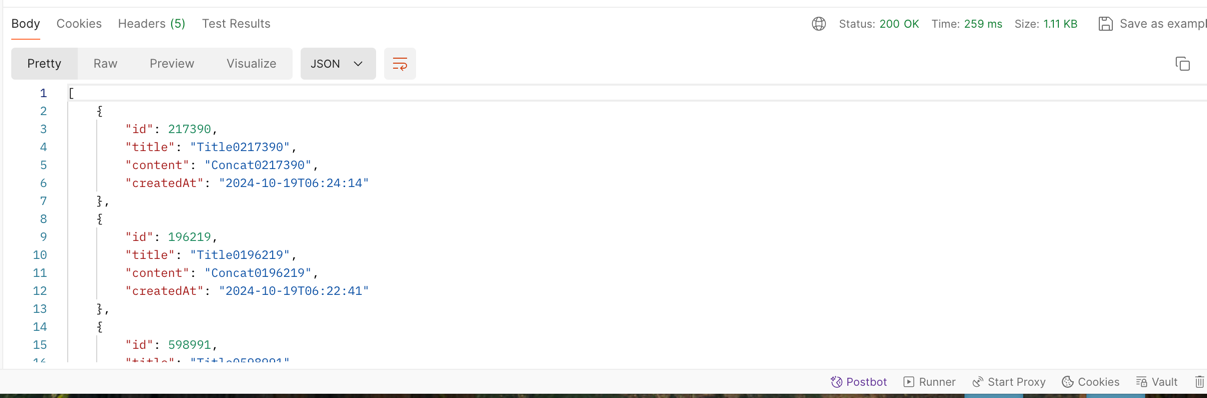 Body Cookies Headers (5) Test Results Status: 200 OK Time: 259 ms Size: 1.11 KB Save as exampl
Pretty Raw Preview Visualize JSON
1 [
2 {
3 "id": 217390,
4 "title": "Title0217390",
5 "content": "Concat0217390",
6 "createdAt": "2024-10-19T06:24:14"
7 },
8 {
9 "id": 196219,
10 "title": "Title0196219",
11 "content": "Concat0196219",
12 "createdAt": "2024-10-19T06:22:41"
13 },
14 {
15 "id": 598991,
16 "title": "Title0598991"
Postbot Runner Start Proxy Cookies Vault